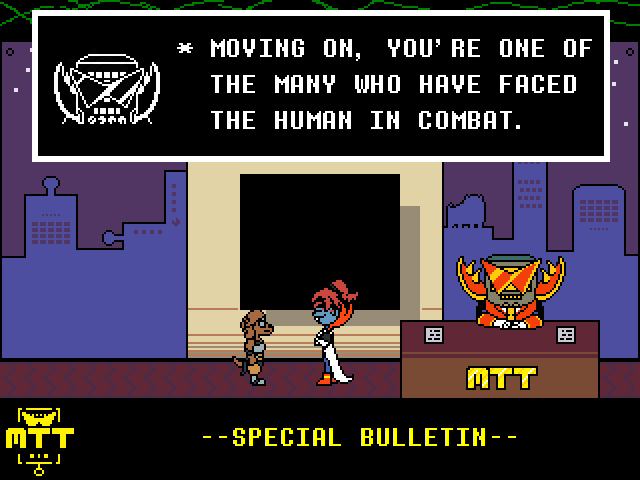 * MOVING ON, YOU'RE ONE OF
THE MANY WHO HAVE FACED
THE HUMAN IN COMBAT.
MTT
MTT
--SPECIAL BULLETIN--